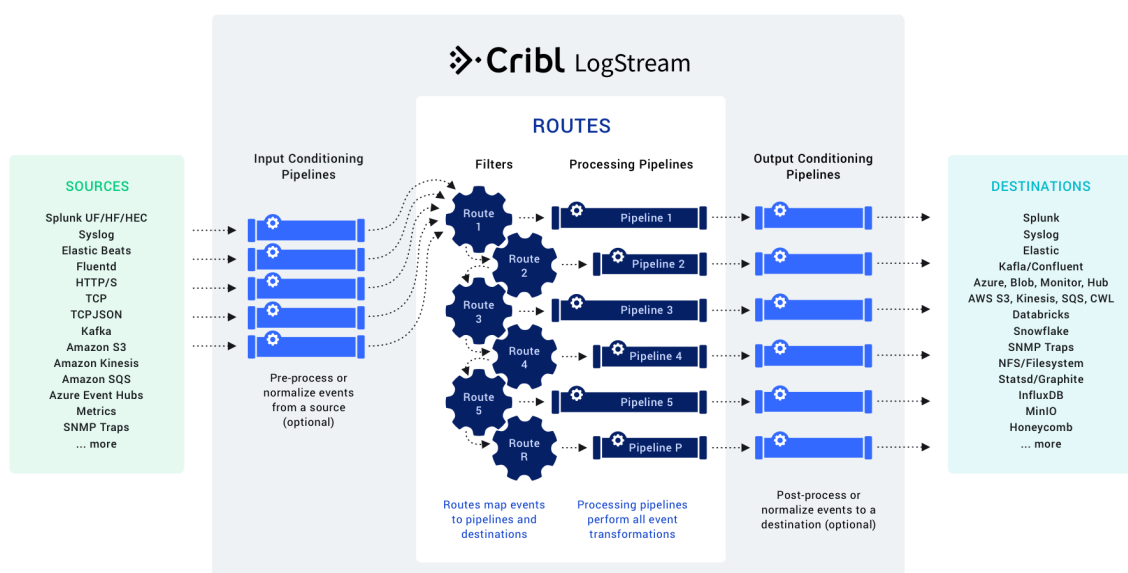 Cribl LogStream
ROUTES
SOURCES
Splunk UF/HF/HEC
Syslog
Elastic Beats
Fluentd
HTTP/S
TCP
TCPJSON
Kafka
Amazon S3
Amazon Kinesis
Amazon SQS
Azure Event Hubs
Metrics
SNMP Traps
... more
Input Conditioning
Pipelines
Pre-process or
normalize events
from a source
(optional)
Filters
Route
1
Route
2
Route
3
Route
4
Route
5
Route
R
Routes map events
to pipelines and
destinations
Processing Pipelines
Pipeline 1
Pipeline 2
Pipeline 3
Pipeline 4
Pipeline 5
Pipeline P
Processing pipelines
perform all event
transformations
Output Conditioning
Pipelines
Post-process or
normalize events to a
destination (optional)
DESTINATIONS
Splunk
Syslog
Elastic
Kafla/Confluent
Azure, Blob, Monitor, Hub
AWS S3, Kinesis, SQS, CWL
Databricks
Snowflake
SNMP Traps
NFS/Filesystem
Statsd/Graphite
InfluxDB
MinIO
Honeycomb
... more